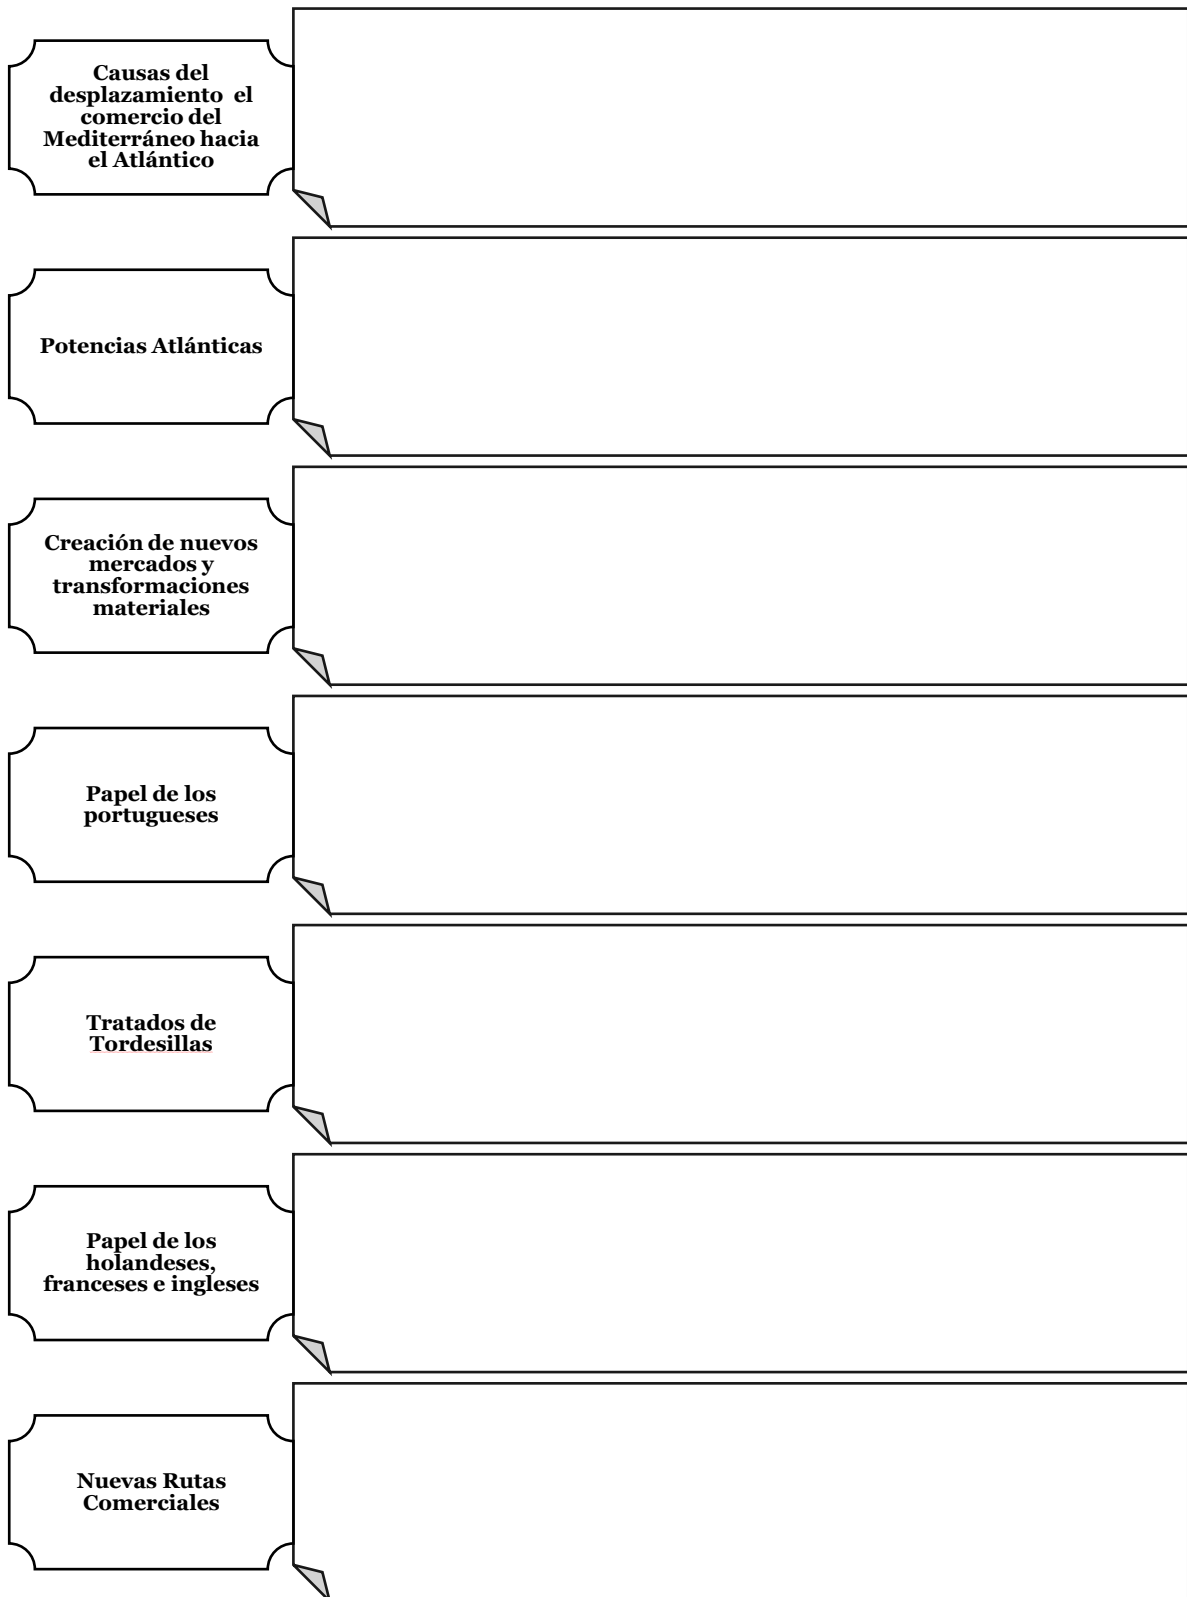 Causas del
desplazamiento  el
comercio del
Mediterráneo hacia
el Atlántico
Potencias Atlánticas
Creación de nuevos
mercados y
transformaciones
materiales
Papel de los
portugueses
Tratados de
Tordesillas
Papel de los
holandeses,
franceses e ingleses
Nuevas Rutas
Comerciales